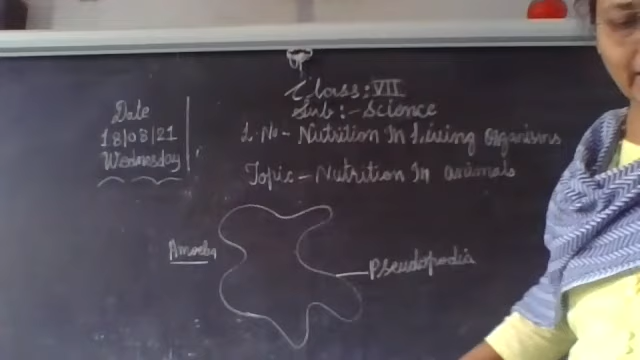 Class: VII
Sub :- Science
Date
18/08/21
Wednesday
L.No - Nutrition In Living Organisms
Topic - Nutrition In animals
Amoeba
Pseudopodia